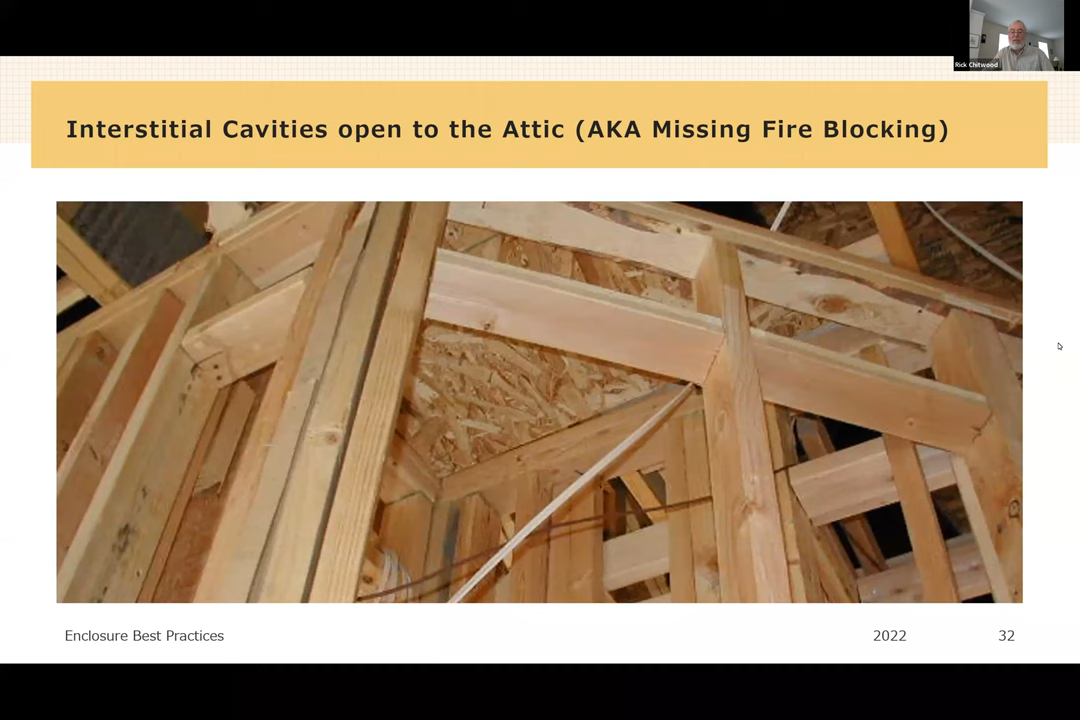 Rick Chitwood
Interstitial Cavities open to the Attic (AKA Missing Fire Blocking)
Enclosure Best Practices
2022
32